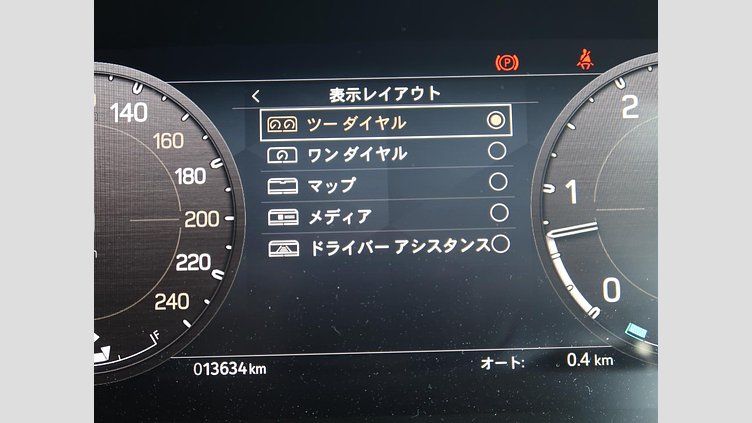 表示レイアウト
ツー ダイヤル
ワン ダイヤル
マップ
メディア
ドライバー アシスタンス
140
160
180
200
220
240
F
P
2
1
0
013634 km
オート: 0.4 km